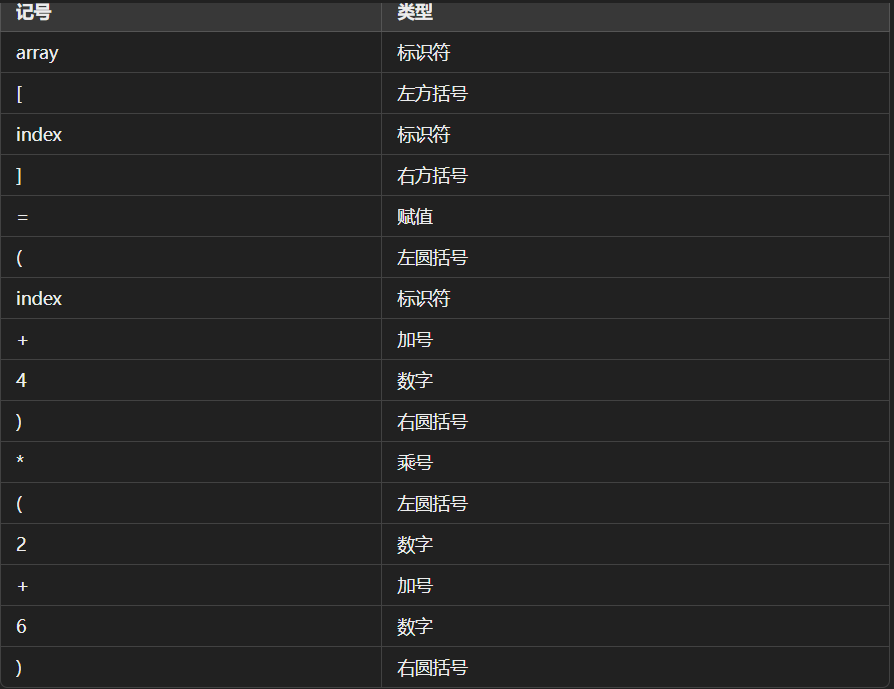 记号 类型
array 标识符
[ 左方括号
index 标识符
] 右方括号
= 赋值
( 左圆括号
index 标识符
+ 加号
4 数字
) 右圆括号
* 乘号
( 左圆括号
2 数字
+ 加号
6 数字
) 右圆括号